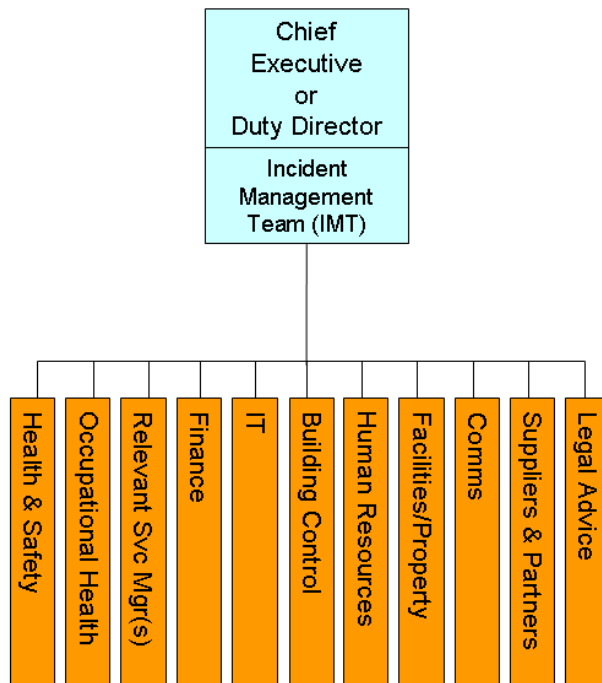 Chief
Executive
or
Duty Director
Incident
Management
Team (IMT)
Health & Safety
Occupational Health
Relevant Svc Mgr(s)
Finance
IT
Building Control
Human Resources
Facilities/Property
Comms
Suppliers & Partners
Legal Advice